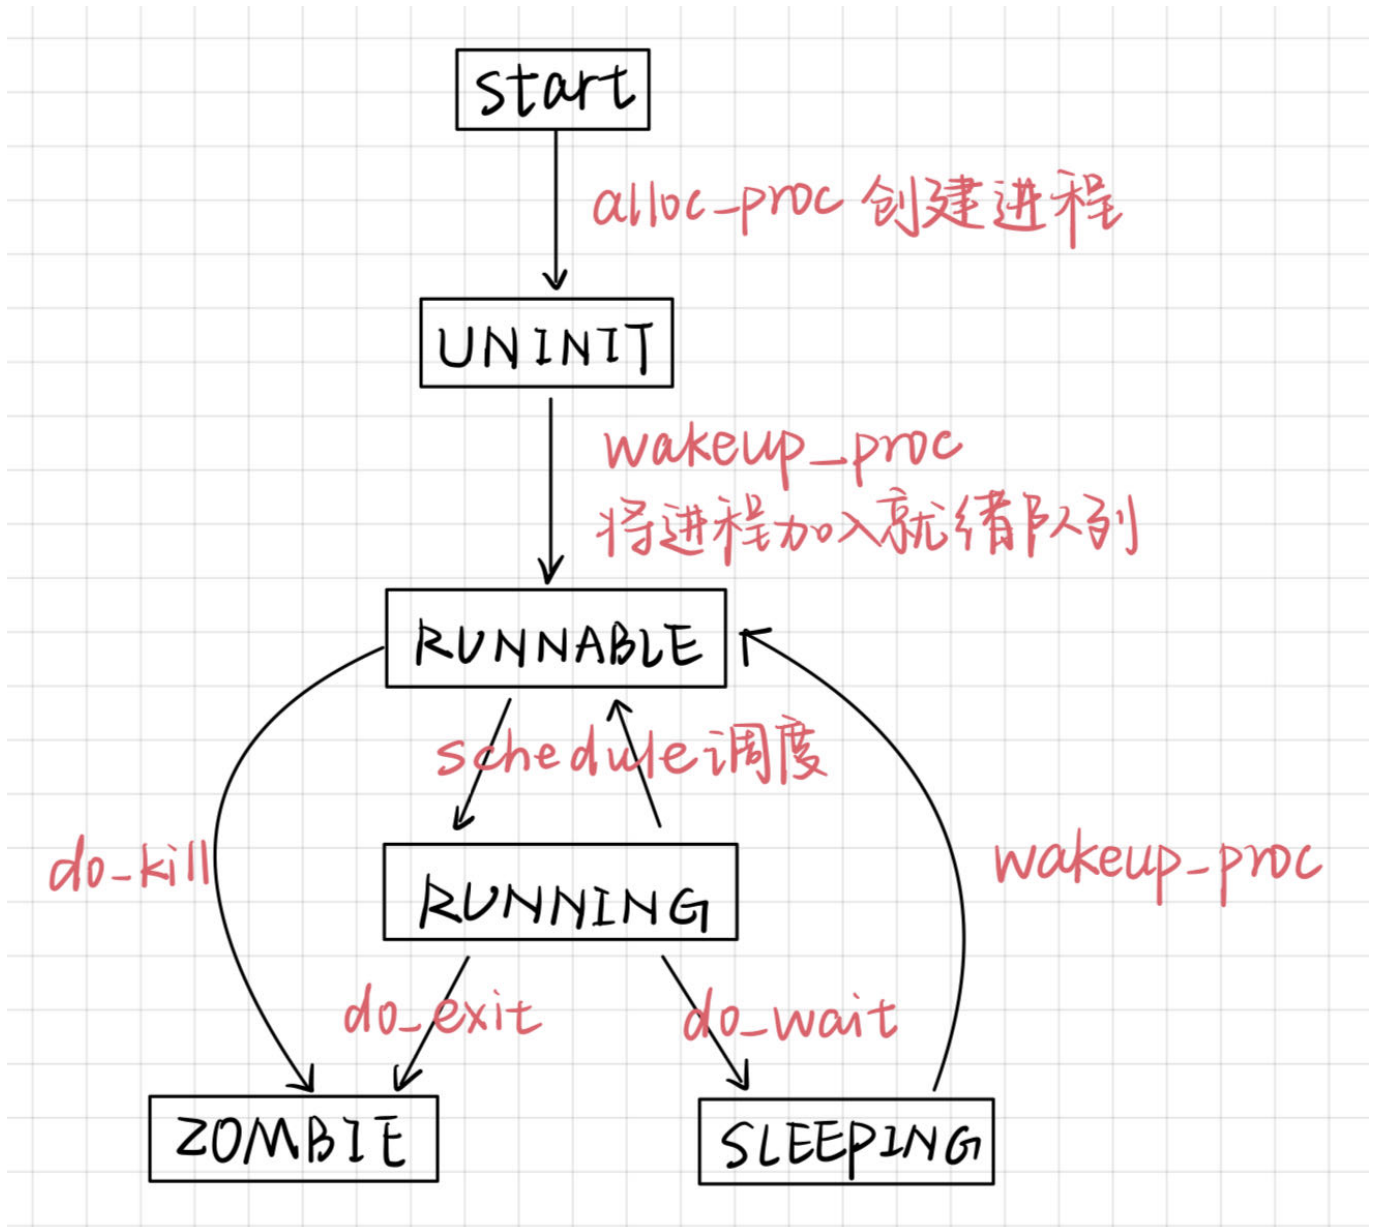 start
alloc_proc 创建进程
UNINIT
wakeup_proc
将进程加入就绪队列
RUNNABLE
schedule调度
do_kill
wakeup_proc
RUNNING
do_exit
do_wait
ZOMBIE
SLEEPING